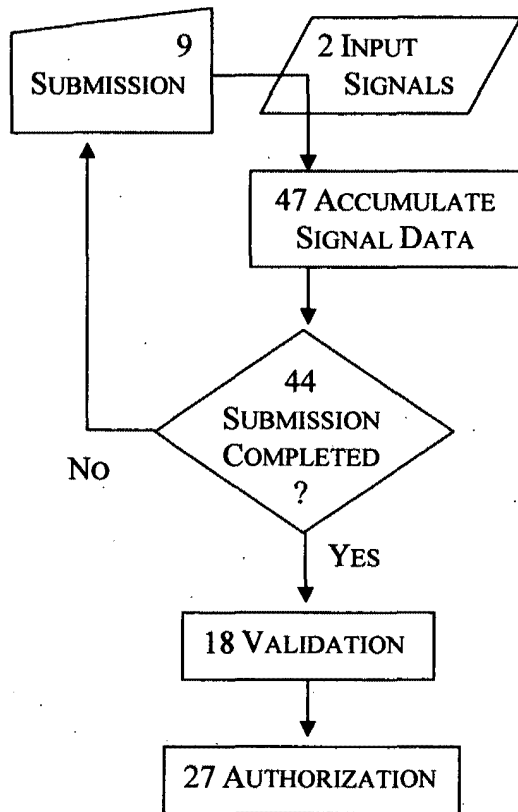 9
SUBMISSION
2 INPUT
SIGNALS
47 ACCUMULATE
SIGNAL DATA
44
SUBMISSION
COMPLETED
?
NO
YES
18 VALIDATION
27 AUTHORIZATION